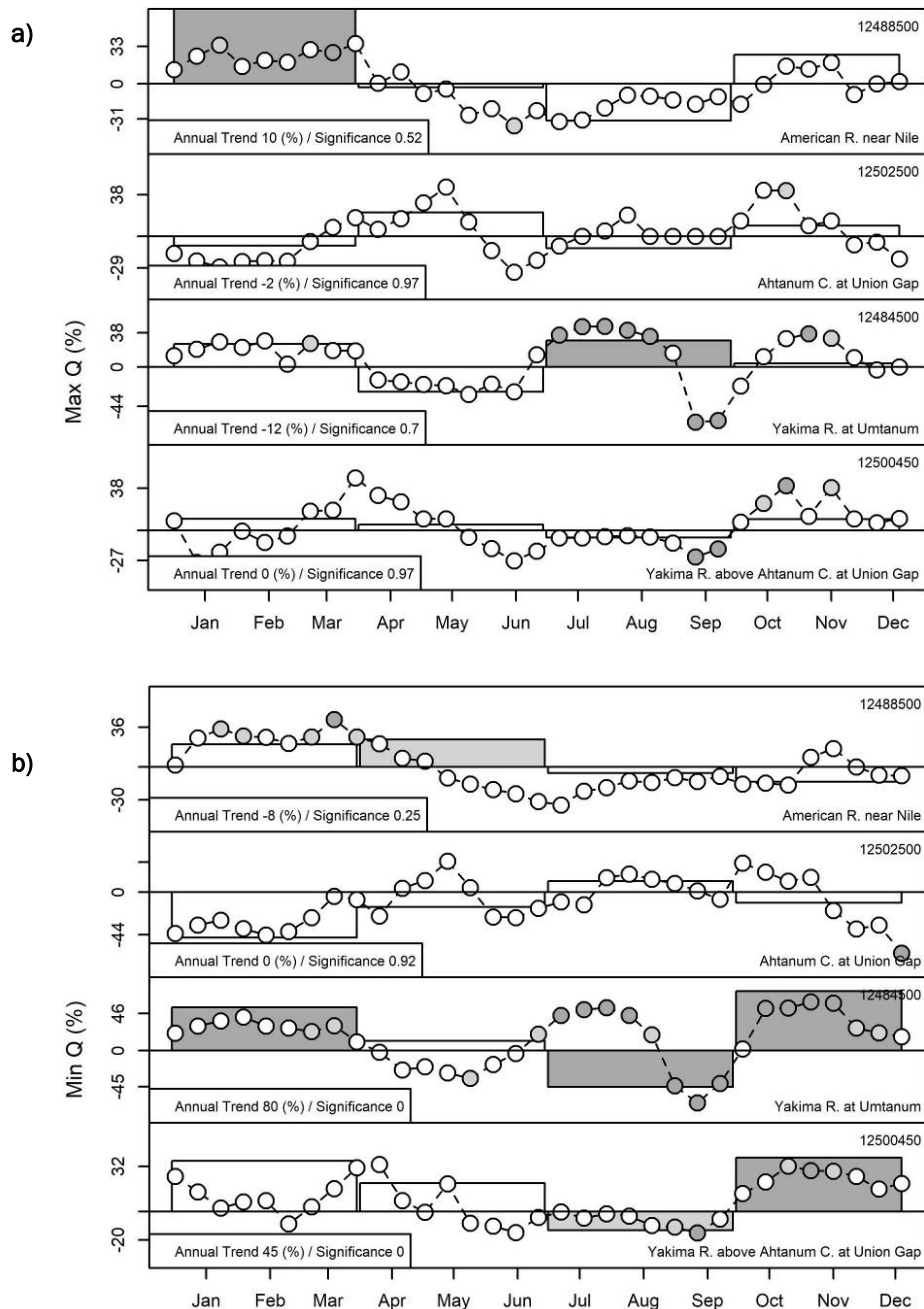 a)
Max Q (%)
33
0
-31
12488500
Annual Trend 10 (%) / Significance 0.52
American R. near Nile
38
-29
12502500
Annual Trend -2 (%) / Significance 0.97
Ahtanum C. at Union Gap
38
0
-44
12484500
Annual Trend -12 (%) / Significance 0.7
Yakima R. at Umtanum
38
-27
12500450
Annual Trend 0 (%) / Significance 0.97
Yakima R. above Ahtanum C. at Union Gap
Jan Feb Mar Apr May Jun Jul Aug Sep Oct Nov Dec
b)
Min Q (%)
36
-30
12488500
Annual Trend -8 (%) / Significance 0.25
American R. near Nile
0
-44
12502500
Annual Trend 0 (%) / Significance 0.92
Ahtanum C. at Union Gap
46
0
-45
12484500
Annual Trend 80 (%) / Significance 0
Yakima R. at Umtanum
32
-20
12500450
Annual Trend 45 (%) / Significance 0
Yakima R. above Ahtanum C. at Union Gap
Jan Feb Mar Apr May Jun Jul Aug Sep Oct Nov Dec